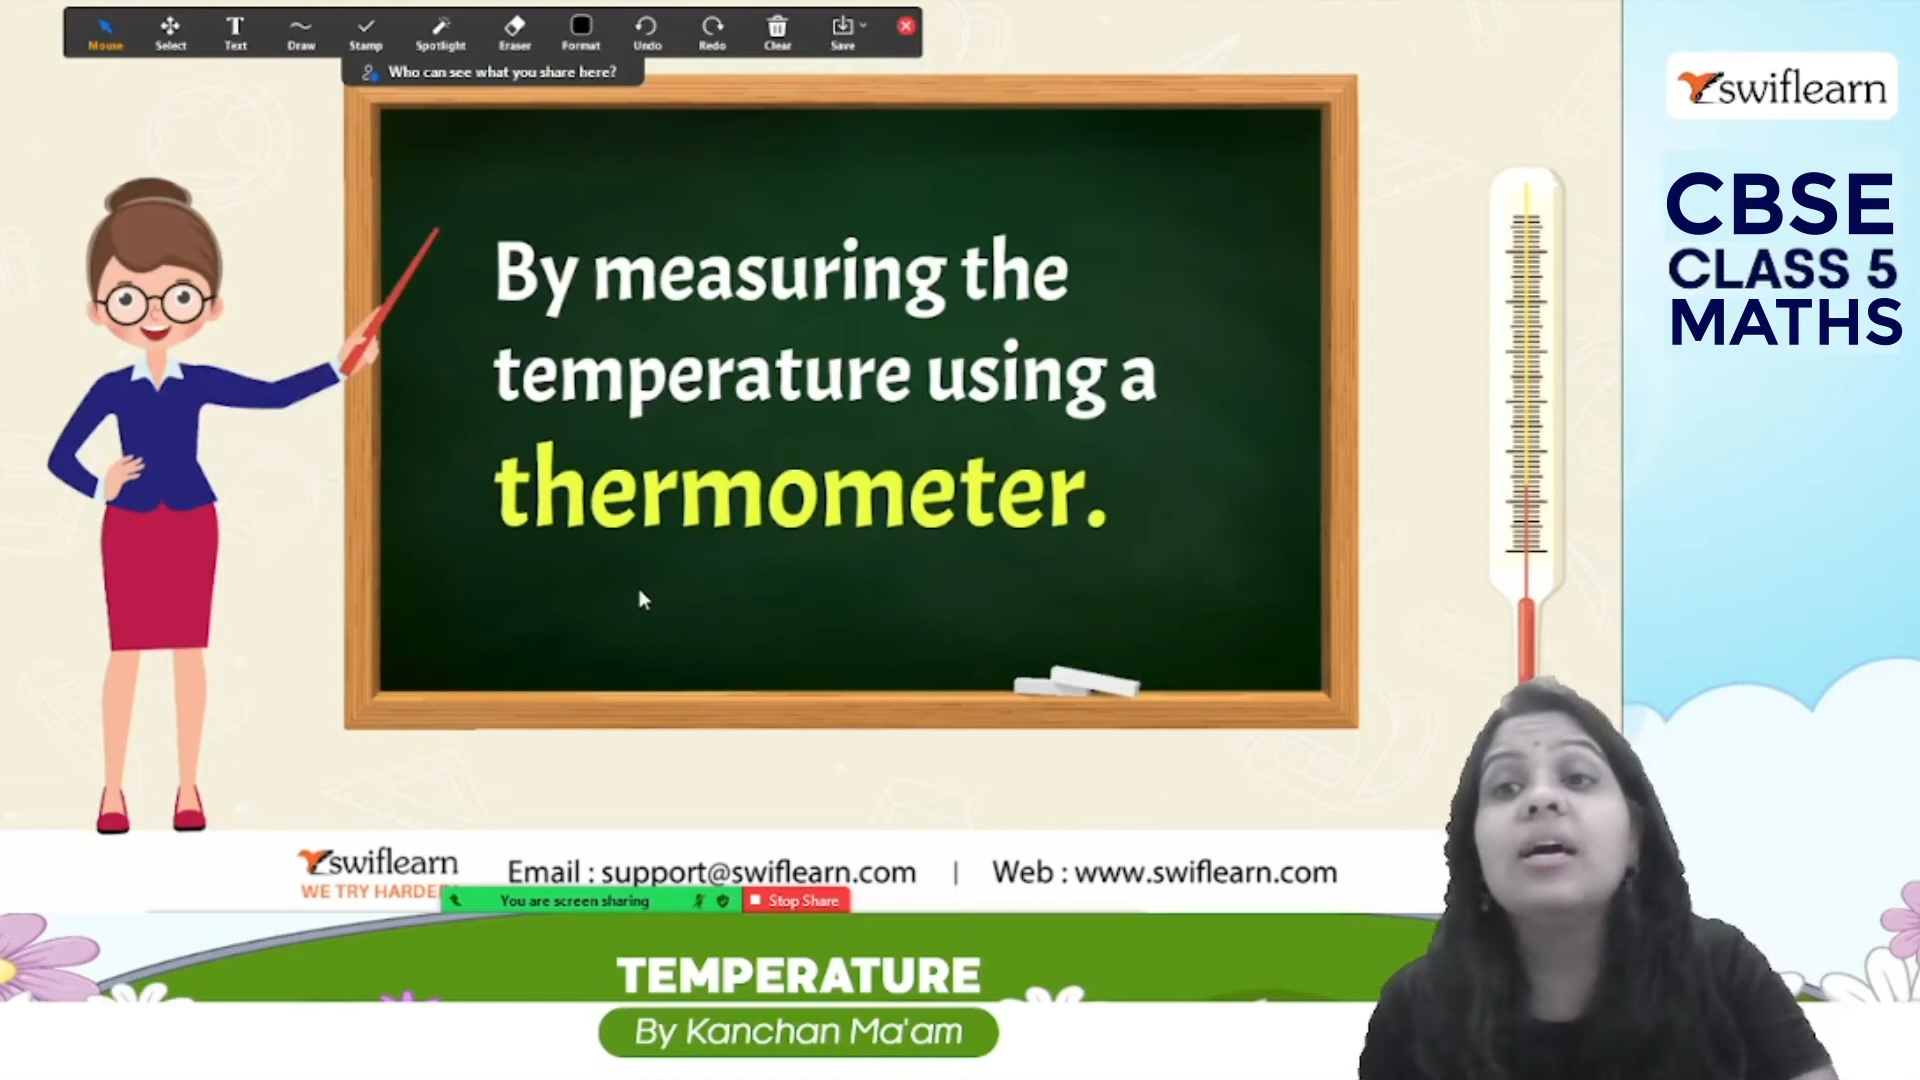 Mouse Select Text Draw Stamp Spotlight Eraser Format Undo Redo Clear Save
Who can see what you share here?
swiflearn
CBSE
CLASS 5
MATHS
By measuring the
temperature using a
thermometer.
swiflearn
WE TRY HARDER
Email : support@swiflearn.com | Web : www.swiflearn.com
You are screen sharing Stop Share
TEMPERATURE
By Kanchan Ma'am